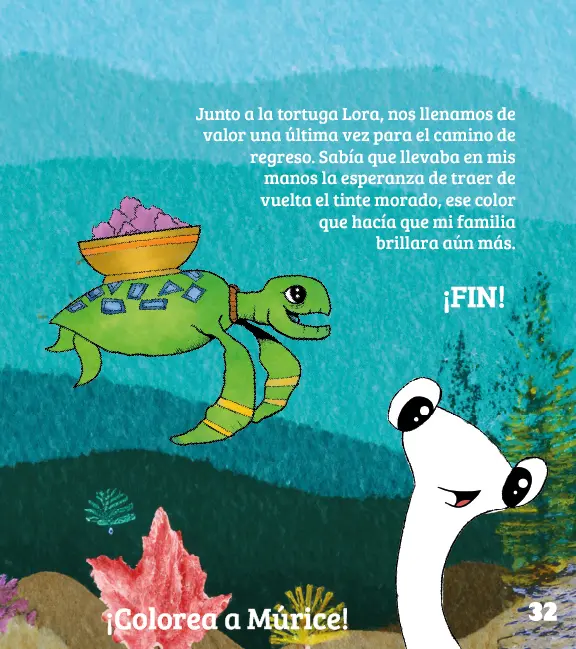 Junto a la tortuga Lora, nos llenamos de
valor una última vez para el camino de
regreso. Sabía que llevaba en mis
manos la esperanza de traer de
vuelta el tinte morado, ese color
que hacía que mi familia
brillara aún más.
¡FIN!
¡Colorea a Múrice!
32